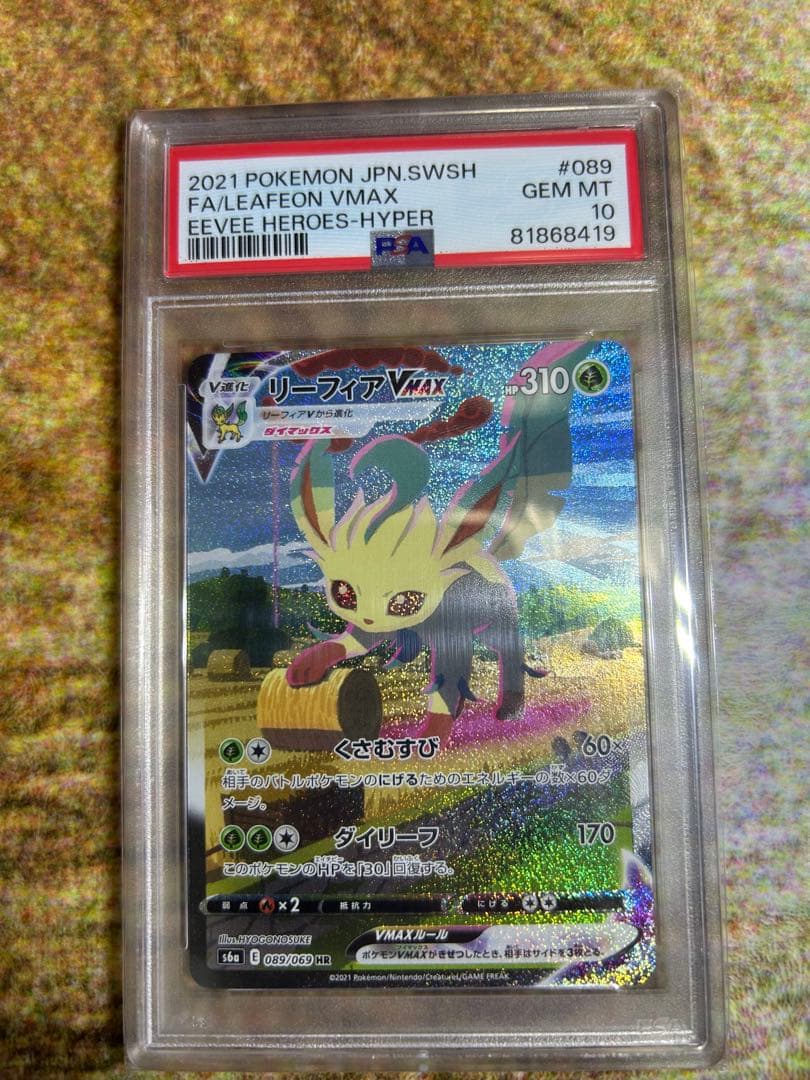 2021 POKEMON JPN.SWSH #089
FA/LEAFEON VMAX GEM MT
EEVEE HEROES-HYPER 10
81868419
PSA
V進化 リーフィアVMAX HP310
リーフィアVから進化
ダイマックス
くさむすび 60×
相手のバトルポケモンのにげるためのエネルギーの数×60ダ
メージ。
ダイリーフ 170
このポケモンのHPを「30」回復する。
弱点 ×2 抵抗力 にげる
Illus.HYOGONOSUKE
VMAXルール
s6a E 089/069 HR
ポケモンVMAXがきぜつしたとき、相手はサイドを3枚とる。
©2021 Pokémon/Nintendo/Creatures/GAME FREAK